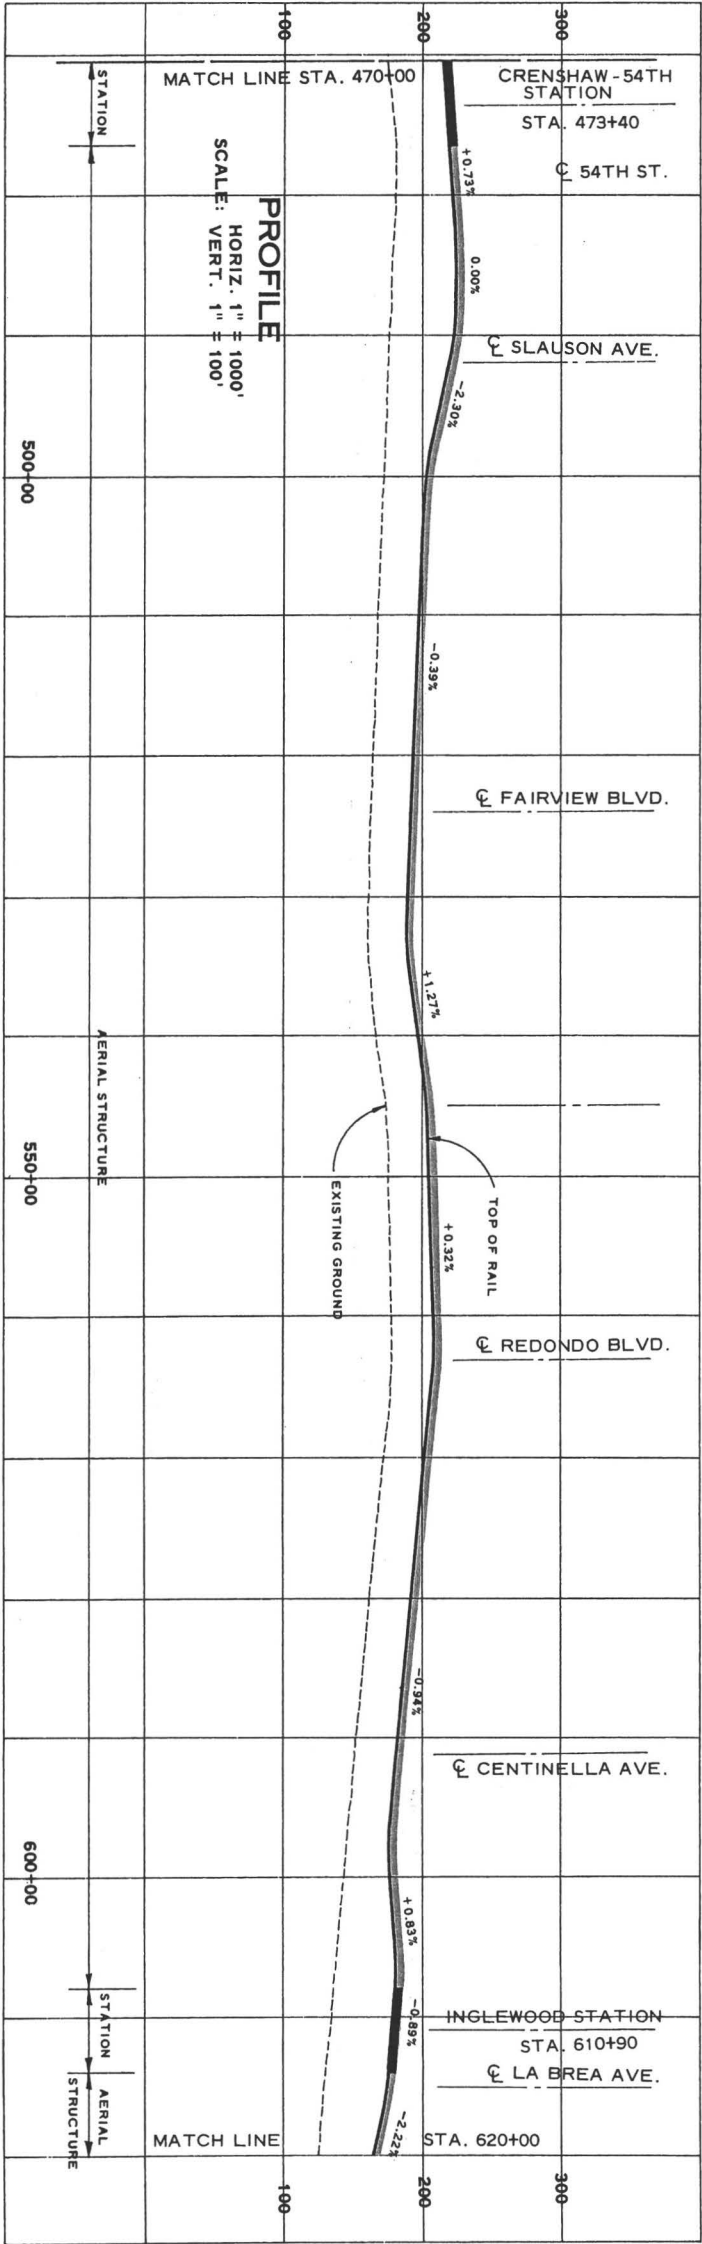 300
200
100
MATCH LINE STA. 470+00
CRENSHAW-54TH
STATION
STA. 473+40
℄ 54TH ST.
STATION
+0.73%
0.00%
PROFILE
SCALE: HORIZ. 1" = 1000'
VERT. 1" = 100'
℄ SLAUSON AVE.
-2.30%
500+00
-0.39%
℄ FAIRVIEW BLVD.
+1.27%
AERIAL STRUCTURE
550+00
EXISTING GROUND
TOP OF RAIL
+0.32%
℄ REDONDO BLVD.
-0.94%
℄ CENTINELLA AVE.
600+00
+0.83%
STATION
-0.89%
INGLEWOOD STATION
STA. 610+90
℄ LA BREA AVE.
AERIAL
STRUCTURE
-2.22%
MATCH LINE STA. 620+00
100
200
300